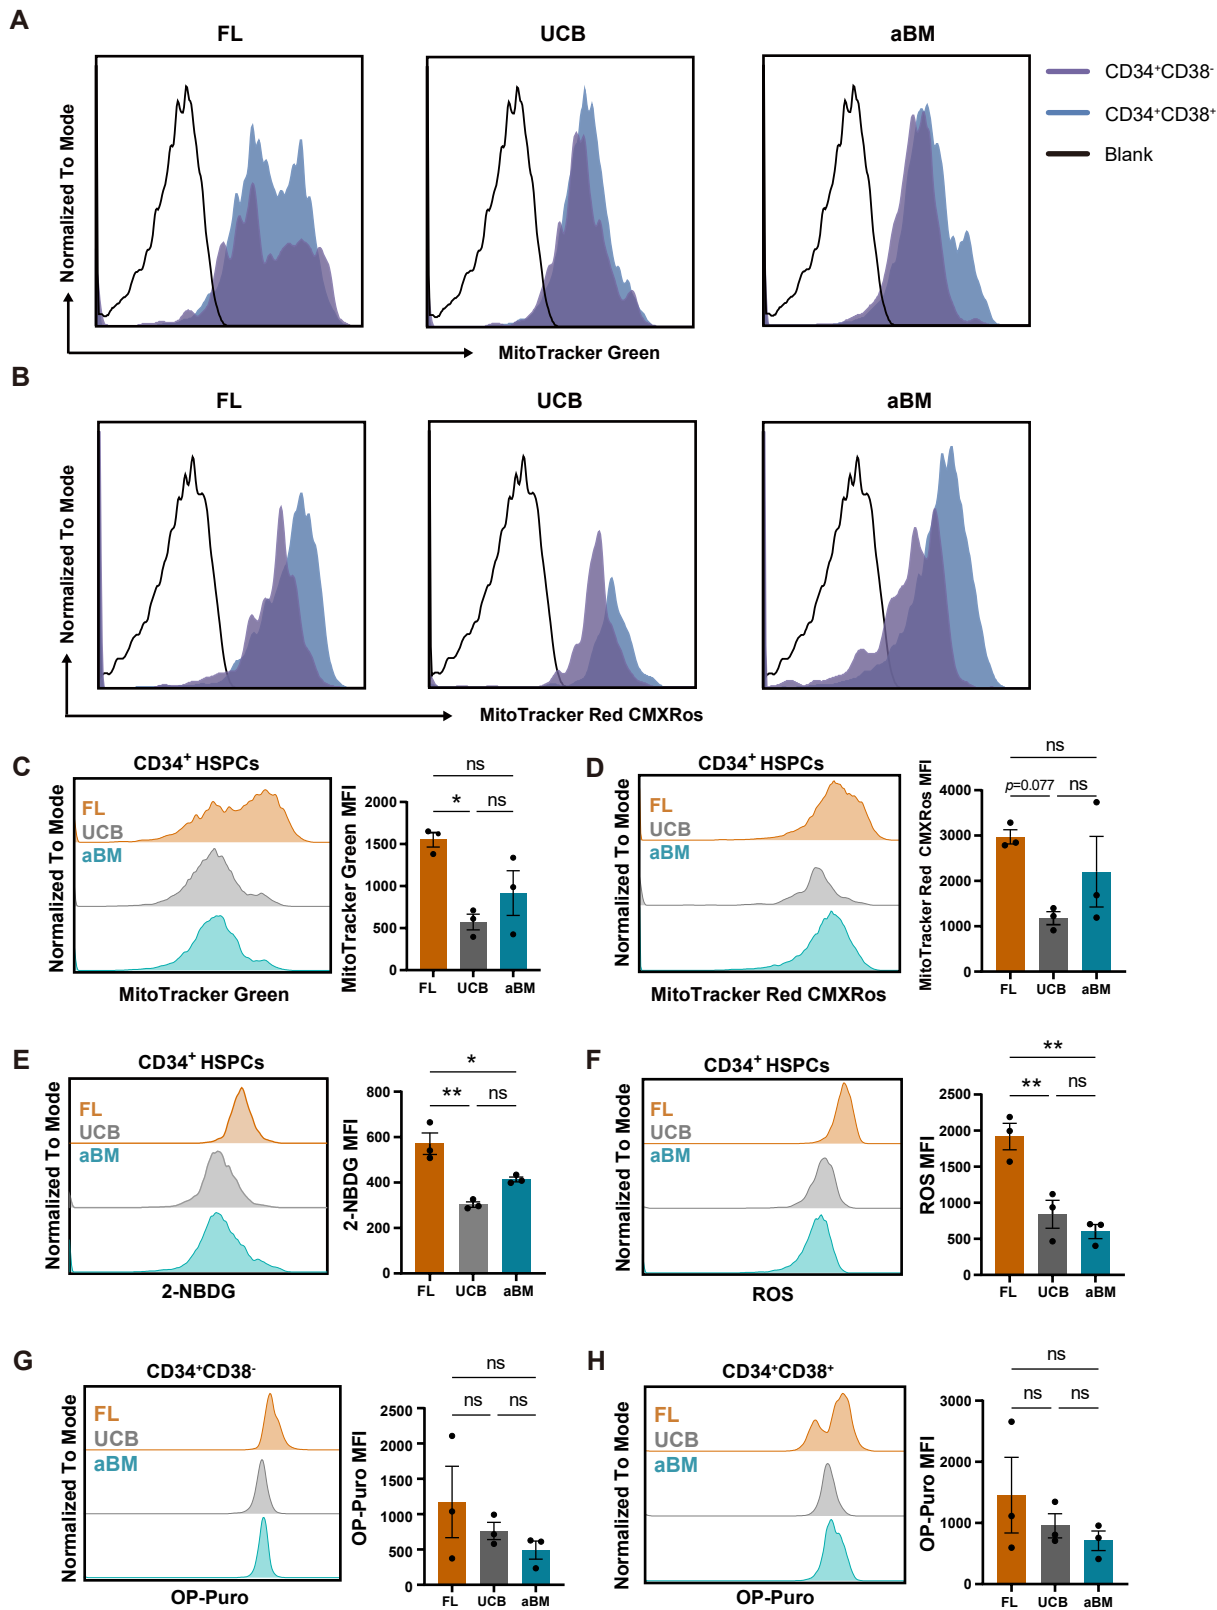 A
FL
UCB
aBM
CD34⁺CD38⁻
CD34⁺CD38⁺
Blank
Normalized To Mode
MitoTracker Green
B
FL
UCB
aBM
Normalized To Mode
MitoTracker Red CMXRos
C
CD34⁺ HSPCs
FL
UCB
aBM
Normalized To Mode
MitoTracker Green
MitoTracker Green MFI
2000
1500
1000
500
0
ns
*
ns
FL
UCB
aBM
D
CD34⁺ HSPCs
FL
UCB
aBM
Normalized To Mode
MitoTracker Red CMXRos
MitoTracker Red CMXRos MFI
4000
3000
2000
1000
0
ns
p=0.077
ns
FL
UCB
aBM
E
CD34⁺ HSPCs
FL
UCB
aBM
Normalized To Mode
2-NBDG
2-NBDG MFI
800
600
400
200
0
*
**
ns
FL
UCB
aBM
F
CD34⁺ HSPCs
FL
UCB
aBM
Normalized To Mode
ROS
ROS MFI
2500
2000
1500
1000
500
0
**
**
ns
FL
UCB
aBM
G
CD34⁺CD38⁻
FL
UCB
aBM
Normalized To Mode
OP-Puro
OP-Puro MFI
2500
2000
1500
1000
500
0
ns
ns
ns
FL
UCB
aBM
H
CD34⁺CD38⁺
FL
UCB
aBM
Normalized To Mode
OP-Puro
OP-Puro MFI
3000
2000
1000
0
ns
ns
ns
FL
UCB
aBM